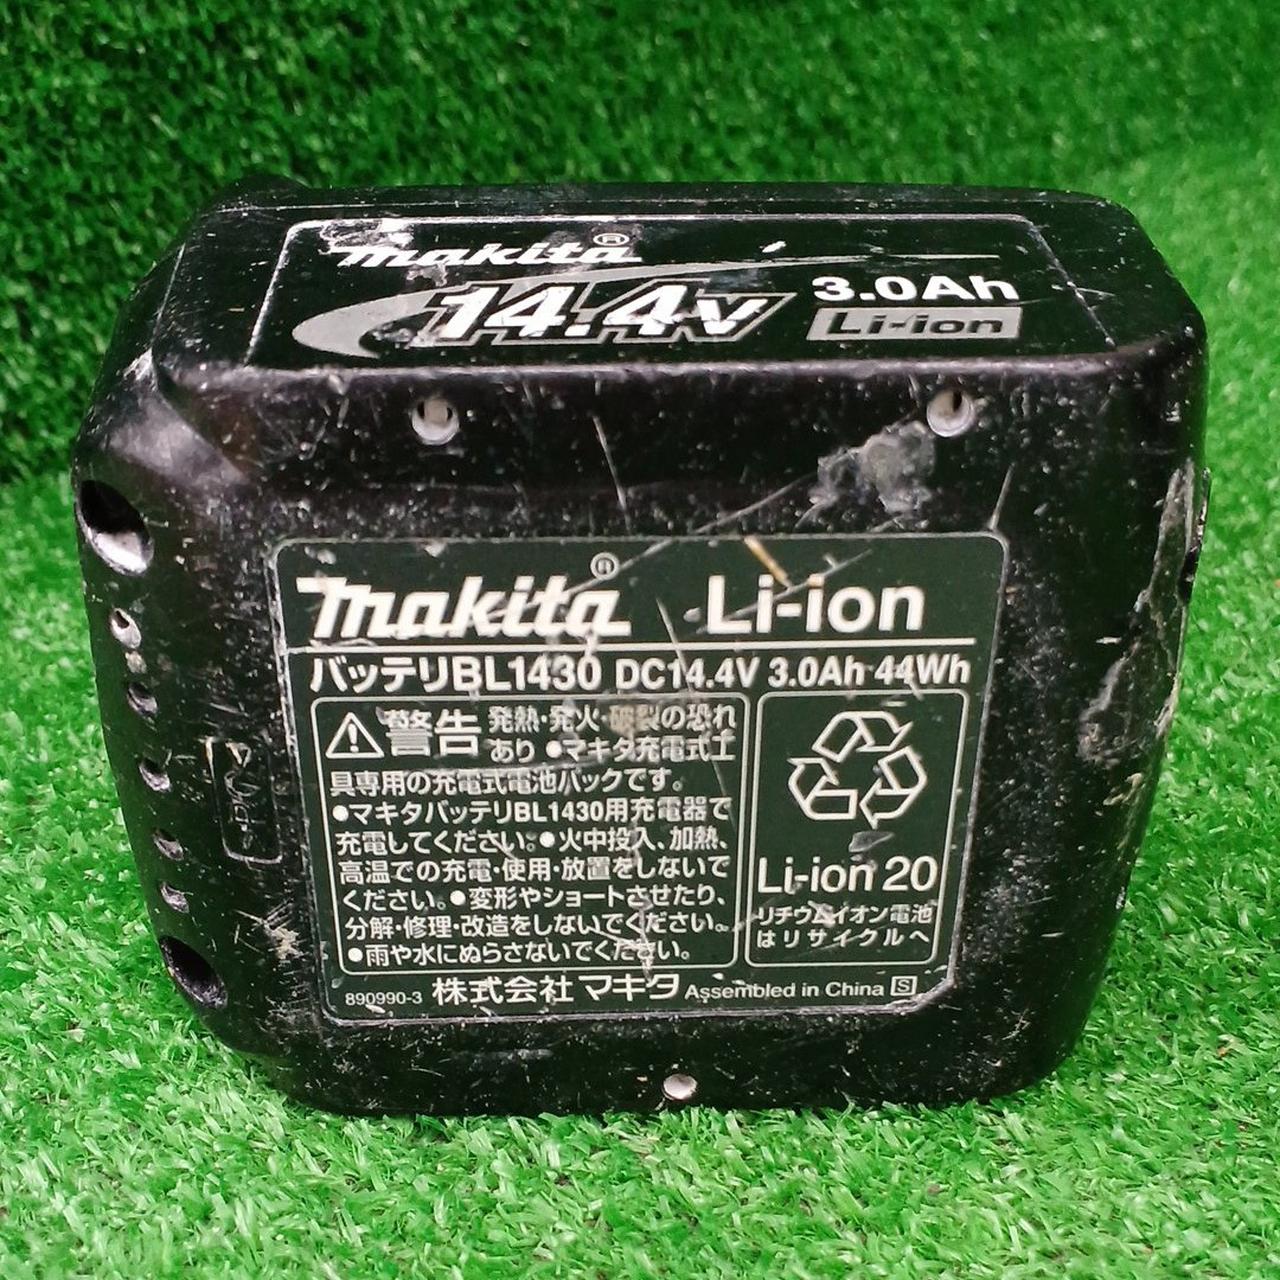 makita®
14.4V
3.0Ah
Li-ion
makita® Li-ion
バッテリBL1430 DC14.4V 3.0Ah 44Wh
警告 発熱・発火・破裂の恐れ
あり ●マキタ充電式工
具専用の充電式電池パックです。
●マキタバッテリBL1430用充電器で
充電してください。●火中投入、加熱、
高温での充電・使用・放置をしないで
ください。●変形やショートさせたり、
分解・修理・改造をしないでください。
●雨や水にぬらさないでください。
Li-ion 20
リチウムイオン電池
はリサイクルへ
890990-3 株式会社マキタ Assembled in China S